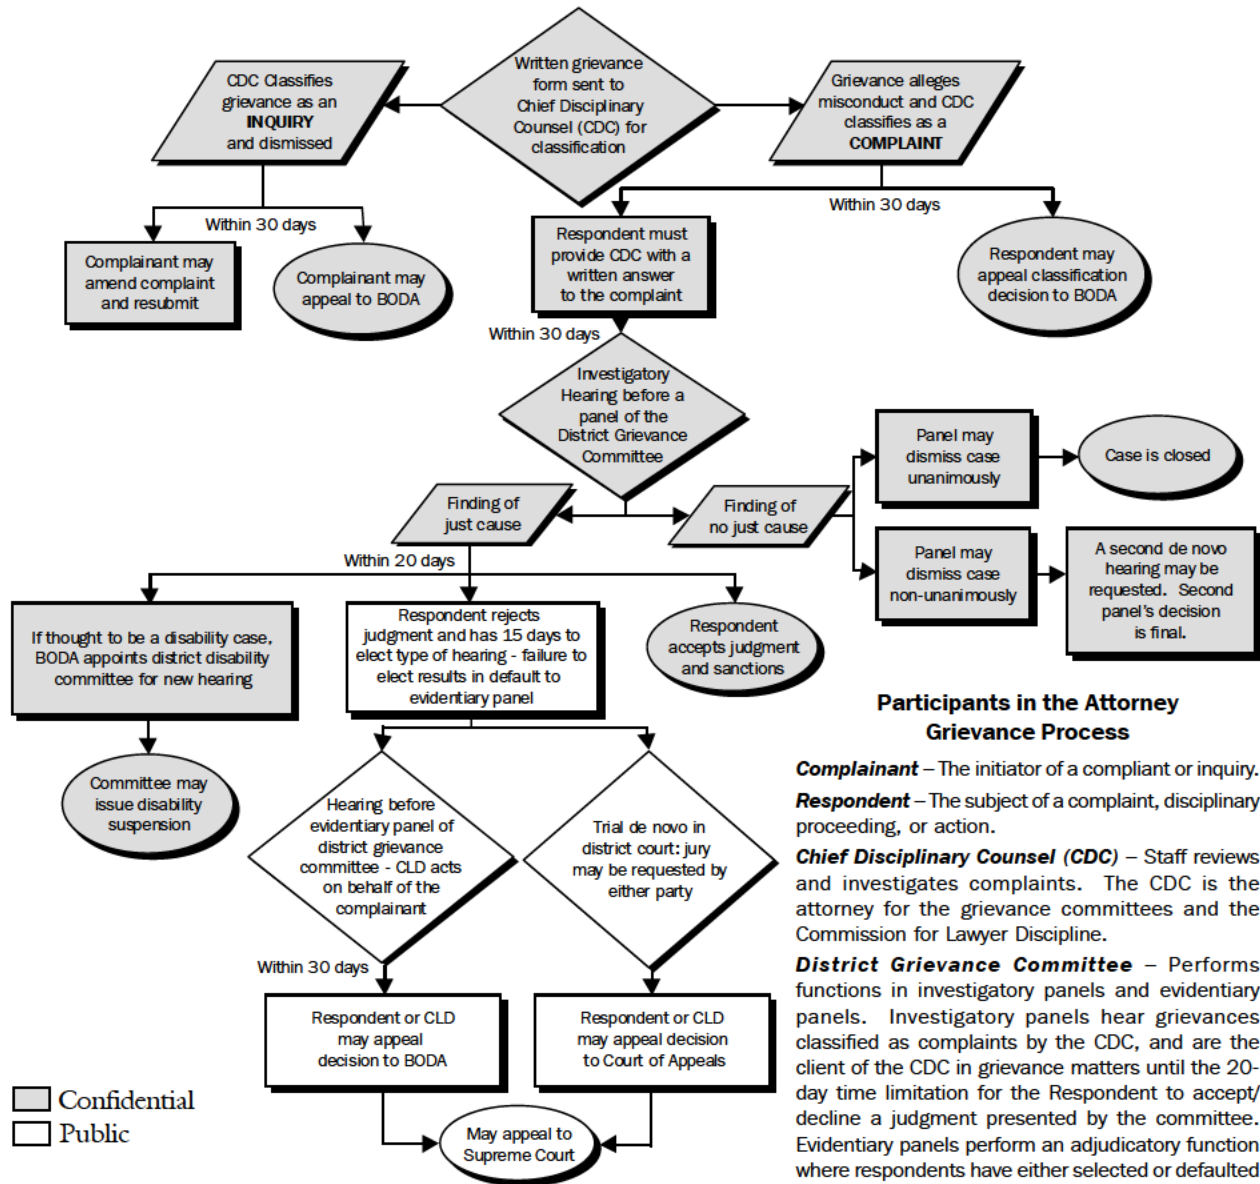 CDC Classifies
grievance as an
INQUIRY
and dismissed
Written grievance
form sent to
Chief Disciplinary
Counsel (CDC) for
classification
Grievance alleges
misconduct and CDC
classifies as a
COMPLAINT
Within 30 days
Complainant may
amend complaint
and resubmit
Complainant may
appeal to BODA
Respondent must
provide CDC with a
written answer
to the complaint
Within 30 days
Respondent may
appeal classification
decision to BODA
Within 30 days
Investigatory
Hearing before a
panel of the
District Grievance
Committee
Finding of
just cause
Finding of
no just cause
Panel may
dismiss case
unanimously
Case is closed
Panel may
dismiss case
non-unanimously
A second de novo
hearing may be
requested. Second
panel's decision
is final.
Within 20 days
If thought to be a disability case,
BODA appoints district disability
committee for new hearing
Respondent rejects
judgment and has 15 days to
elect type of hearing - failure to
elect results in default to
evidentiary panel
Respondent
accepts judgment
and sanctions
Committee may
issue disability
suspension
Hearing before
evidentiary panel of
district grievance
committee - CLD acts
on behalf of the
complainant
Trial de novo in
district court: jury
may be requested by
either party
Within 30 days
Respondent or CLD
may appeal
decision to BODA
Respondent or CLD
may appeal decision
to Court of Appeals
May appeal to
Supreme Court
Confidential
Public
Participants in the Attorney
Grievance Process
Complainant – The initiator of a compliant or inquiry.
Respondent – The subject of a complaint, disciplinary
proceeding, or action.
Chief Disciplinary Counsel (CDC) – Staff reviews
and investigates complaints. The CDC is the
attorney for the grievance committees and the
Commission for Lawyer Discipline.
District Grievance Committee – Performs
functions in investigatory panels and evidentiary
panels. Investigatory panels hear grievances
classified as complaints by the CDC, and are the
client of the CDC in grievance matters until the 20-
day time limitation for the Respondent to accept/
decline a judgment presented by the committee.
Evidentiary panels perform an adjudicatory function
where respondents have either selected or defaulted